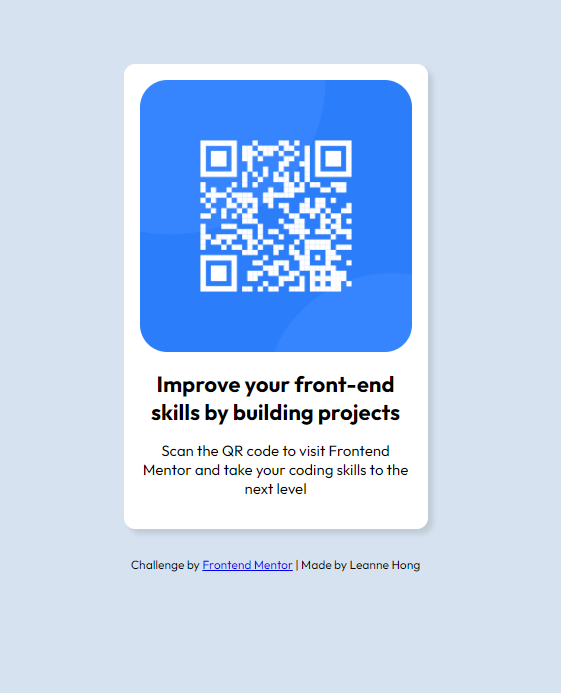 Improve your front-end
skills by building projects
Scan the QR code to visit Frontend
Mentor and take your coding skills to the
next level
Challenge by Frontend Mentor | Made by Leanne Hong